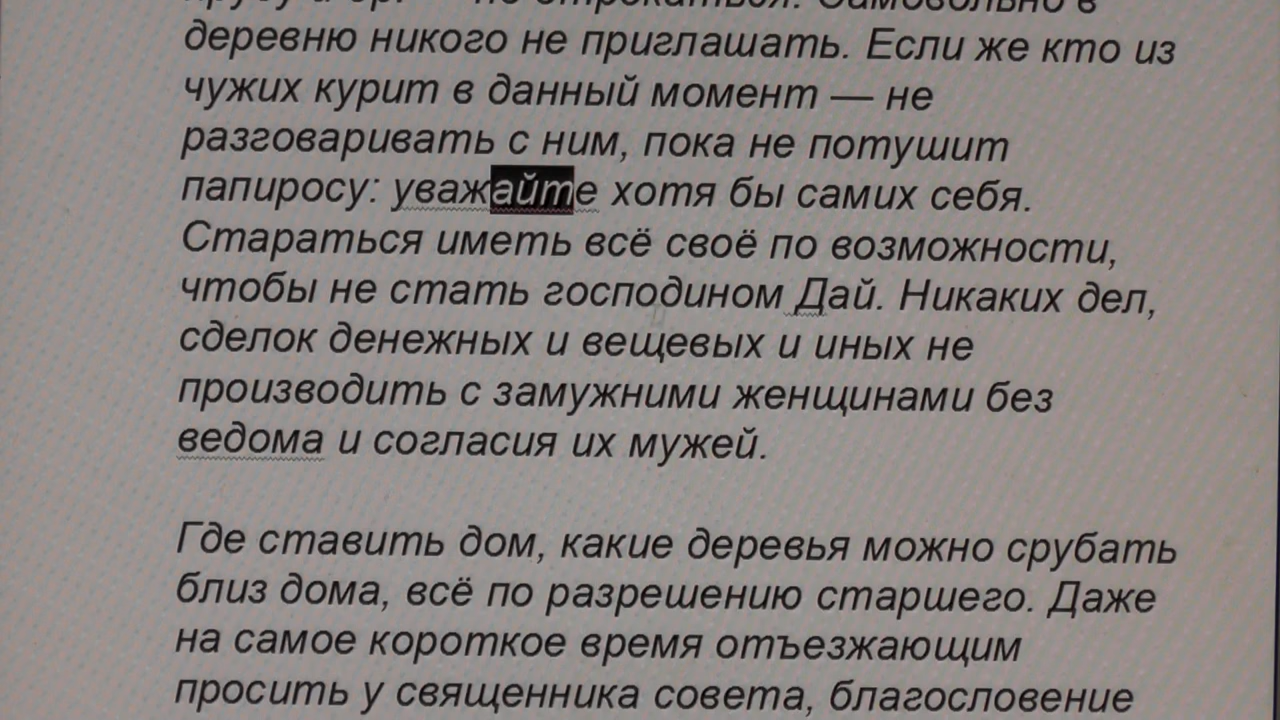 деревню никого не приглашать. Если же кто из
чужих курит в данный момент — не
разговаривать с ним, пока не потушит
папиросу: уважайте хотя бы самих себя.
Стараться иметь всё своё по возможности,
чтобы не стать господином Дай. Никаких дел,
сделок денежных и вещевых и иных не
производить с замужними женщинами без
ведома и согласия их мужей.
Где ставить дом, какие деревья можно срубать
близ дома, всё по разрешению старшего. Даже
на самое короткое время отъезжающим
просить у священника совета, благословение